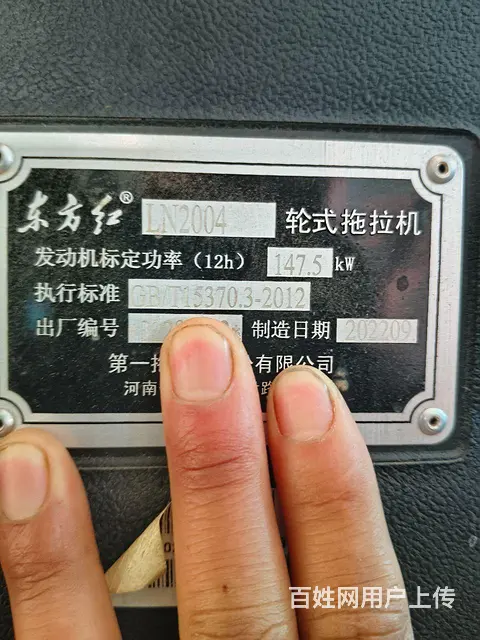 东方红® LN2004 轮式拖拉机
发动机标定功率（12h） 147.5 kW
执行标准 GB/T15370.3-2012
出厂编号 制造日期 202209
第一拖 有限公司
河南 路
百姓网用户上传